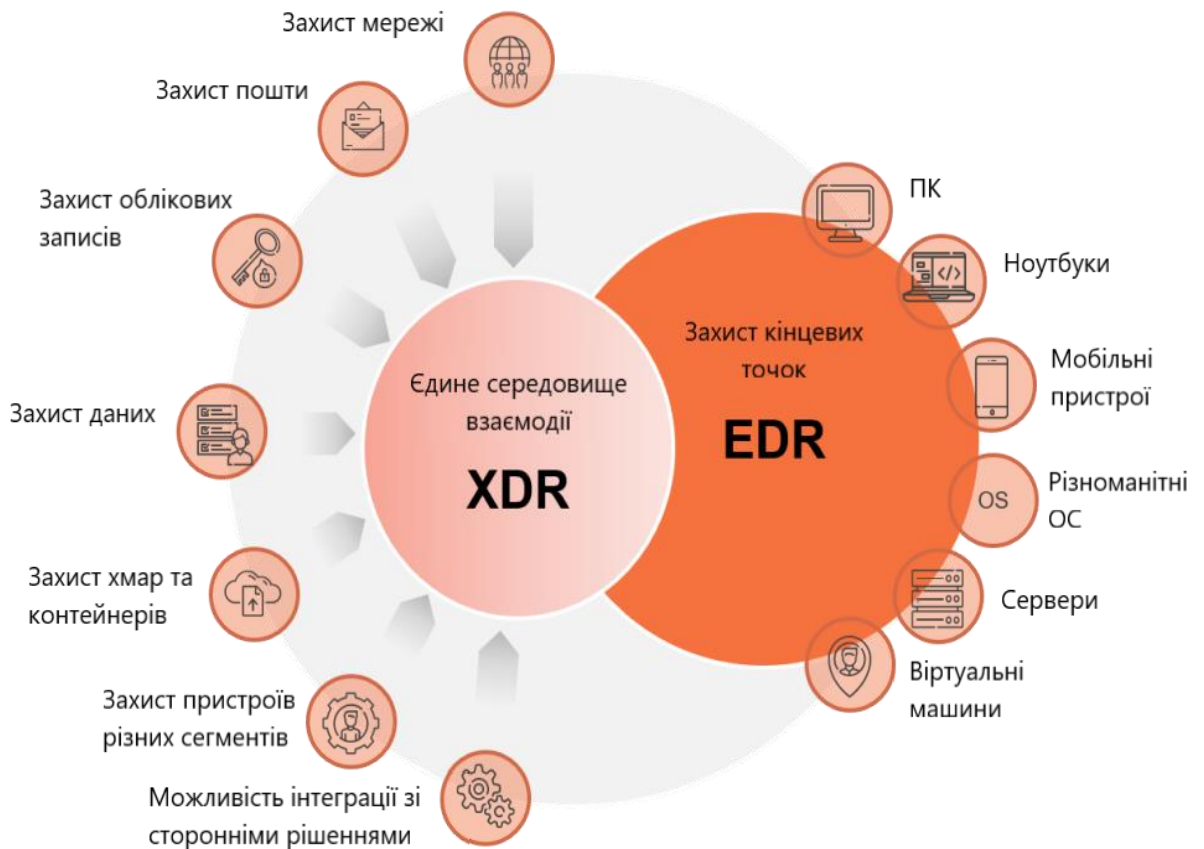 Захист мережі
Захист пошти
Захист облікових
записів
Захист даних
Захист хмар та
контейнерів
Захист пристроїв
різних сегментів
Можливість інтеграції зі
сторонніми рішеннями
Єдине середовище
взаємодії
XDR
Захист кінцевих
точок
EDR
ПК
Ноутбуки
Мобільні
пристрої
OS
Різноманітні
ОС
Сервери
Віртуальні
машини